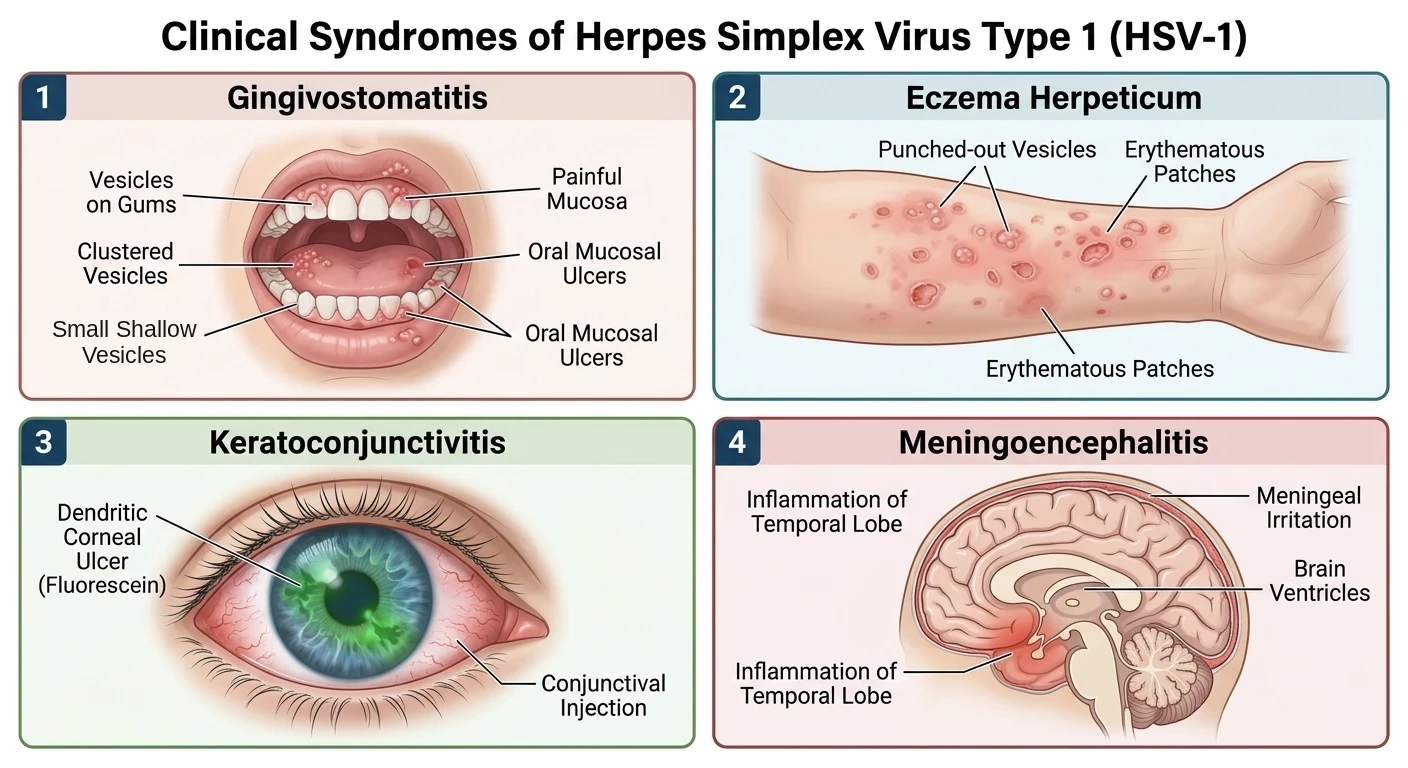 Clinical Syndromes of Herpes Simplex Virus Type 1 (HSV-1)
1
Gingivostomatitis
Vesicles
on Gums
Clustered
Vesicles
Small Shallow
Vesicles
Painful
Mucosa
Oral Mucosal
Ulcers
Oral Mucosal
Ulcers
2
Eczema Herpeticum
Punched-out Vesicles
Erythematous
Patches
Erythematous Patches
3
Keratoconjunctivitis
Dendritic
Corneal
Ulcer
(Fluorescein)
Conjunctival
Injection
4
Meningoencephalitis
Inflammation of
Temporal Lobe
Meningeal
Irritation
Brain
Ventricles
Inflammation of
Temporal Lobe